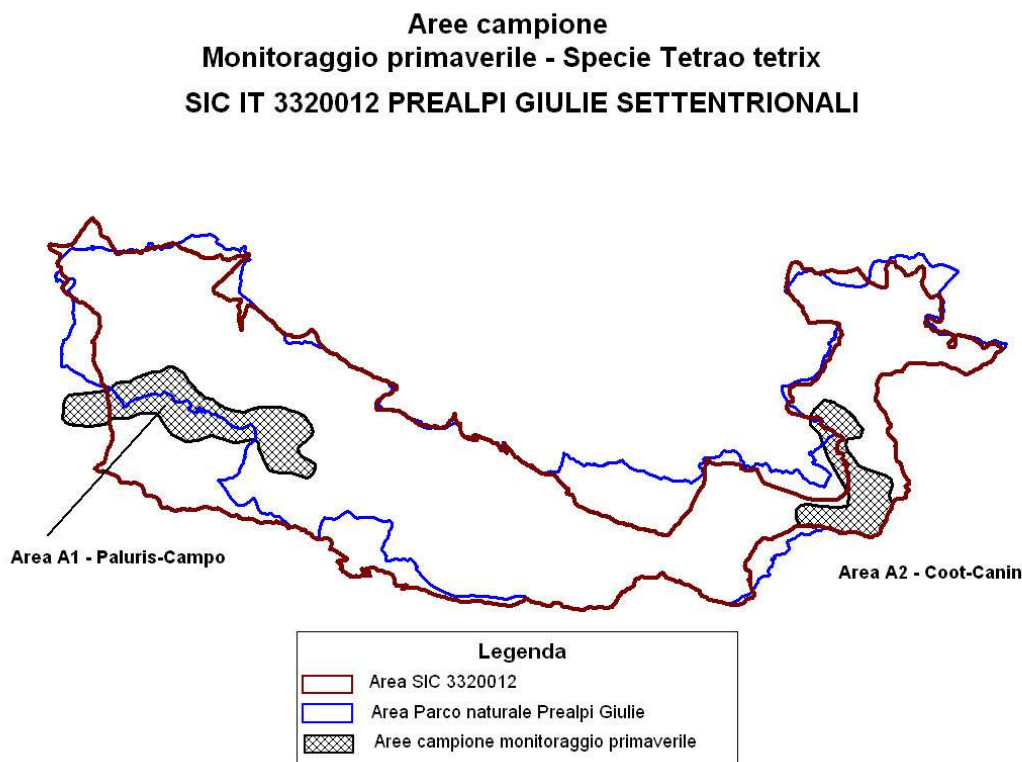 Aree campione
Monitoraggio primaverile - Specie Tetrao tetrix
SIC IT 3320012 PREALPI GIULIE SETTENTRIONALI
Area A1 - Paluris-Campo
Area A2 - Coot-Canin
Legenda
Area SIC 3320012
Area Parco naturale Prealpi Giulie
Aree campione monitoraggio primaverile